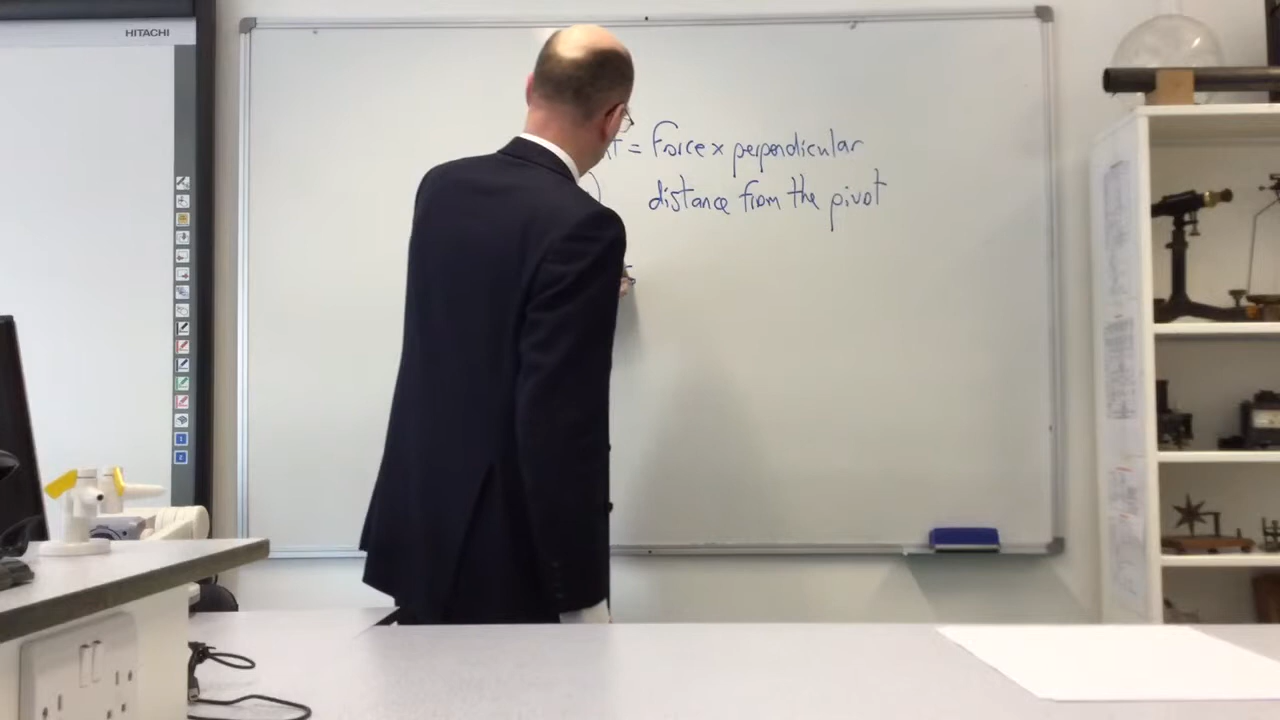 HITACHI
= Force x perpendicular
distance from the pivot